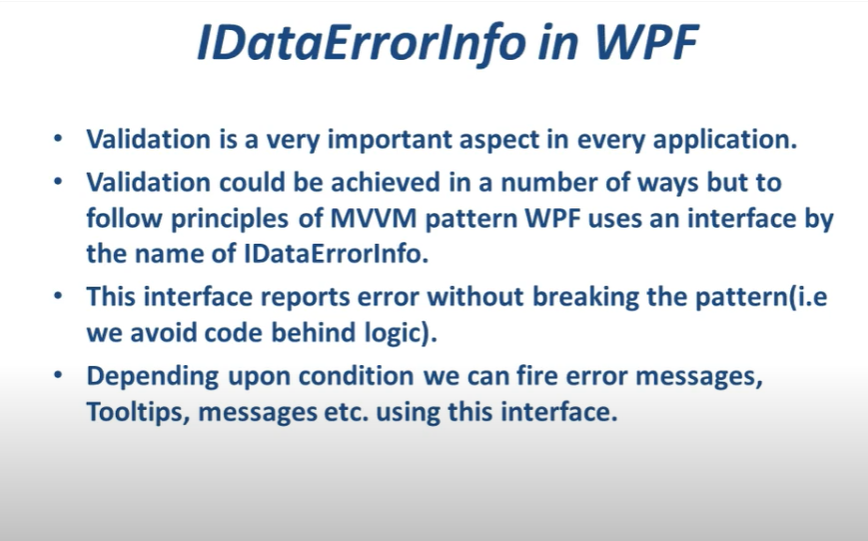 IDataErrorInfo in WPF
• Validation is a very important aspect in every application.
• Validation could be achieved in a number of ways but to
follow principles of MVVM pattern WPF uses an interface by
the name of IDataErrorInfo.
• This interface reports error without breaking the pattern(i.e
we avoid code behind logic).
• Depending upon condition we can fire error messages,
Tooltips, messages etc. using this interface.